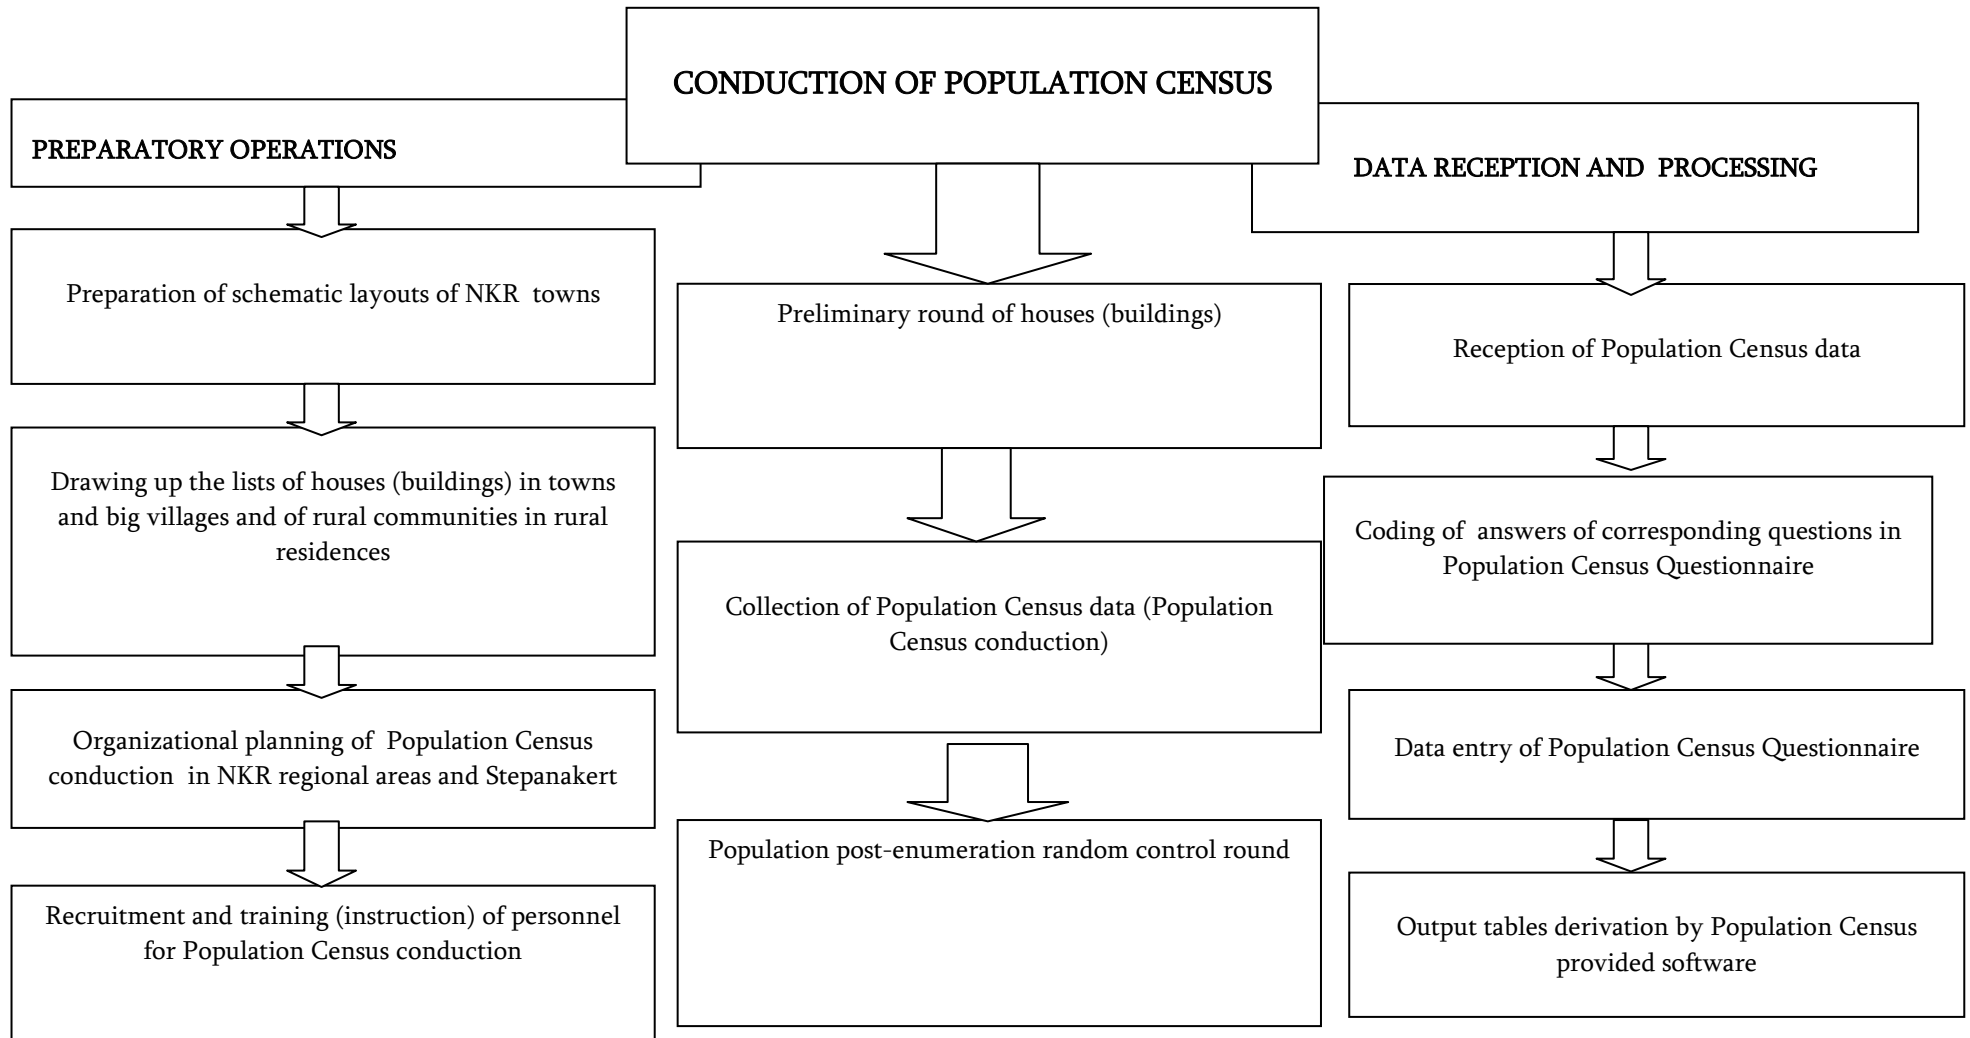 CONDUCTION OF POPULATION CENSUS
PREPARATORY OPERATIONS
Preparation of schematic layouts of NKR  towns
Drawing up the lists of houses (buildings) in towns
and big villages and of rural communities in rural
residences
Organizational planning of  Population Census
conduction  in NKR regional areas and Stepanakert
Recruitment and training (instruction) of personnel
for Population Census conduction
Preliminary round of houses (buildings)
Collection of Population Census data (Population
Census conduction)
Population post-enumeration random control round
DATA RECEPTION AND  PROCESSING
Reception of Population Census data
Coding of  answers of corresponding questions in
Population Census Questionnaire
Data entry of Population Census Questionnaire
Output tables derivation by Population Census
provided software